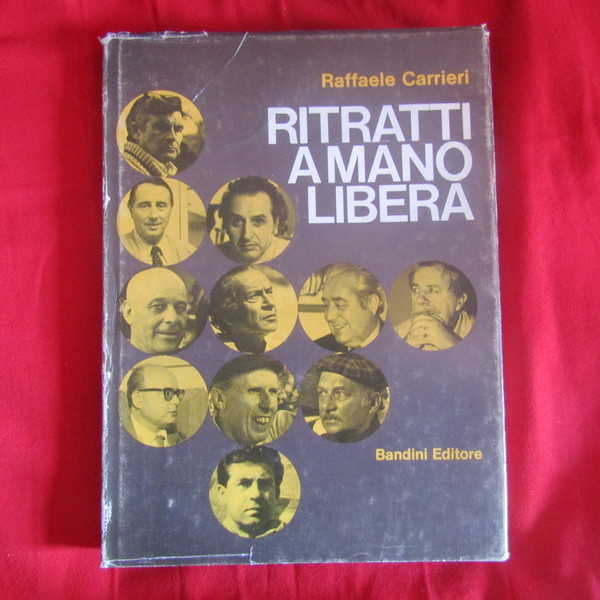 Raffaele Carrieri
RITRATTI
A MANO
LIBERA
Bandini Editore